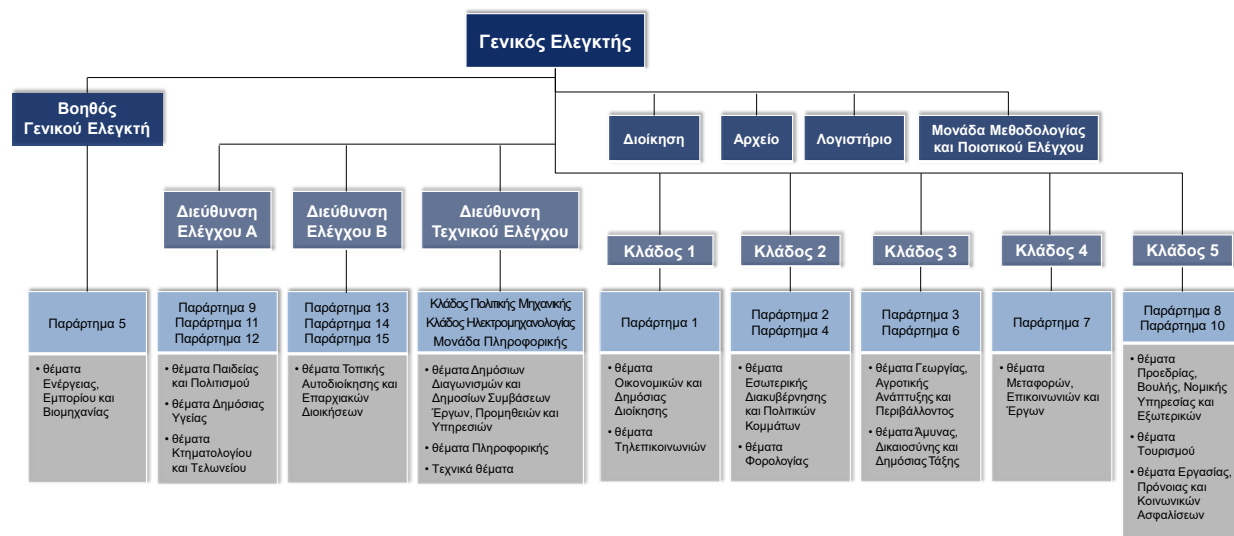 Γενικός Ελεγκτής
Βοηθός
Γενικού Ελεγκτή
Διοίκηση
Αρχείο
Λογιστήριο
Μονάδα Μεθοδολογίας
και Ποιοτικού Ελέγχου
Διεύθυνση
Ελέγχου Α
Διεύθυνση
Ελέγχου Β
Διεύθυνση
Τεχνικού Ελέγχου
Κλάδος 1
Κλάδος 2
Κλάδος 3
Κλάδος 4
Κλάδος 5
Παράρτημα 5
• θέματα
Ενέργειας,
Εμπορίου και
Βιομηχανίας
Παράρτημα 9
Παράρτημα 11
Παράρτημα 12
• θέματα Παιδείας
και Πολιτισμού
• θέματα Δημόσιας
Υγείας
• θέματα
Κτηματολογίου
και Τελωνείου
Παράρτημα 13
Παράρτημα 14
Παράρτημα 15
• θέματα Τοπικής
Αυτοδιοίκησης και
Επαρχιακών
Διοικήσεων
Κλάδος Πολιτικής Μηχανικής
Κλάδος Ηλεκτρομηχανολογίας
Μονάδα Πληροφορικής
• θέματα Δημόσιων
Διαγωνισμών και
Δημοσίων Συμβάσεων
Έργων, Προμηθειών και
Υπηρεσιών
• θέματα Πληροφορικής
• Τεχνικά θέματα
Παράρτημα 1
• θέματα
Οικονομικών και
Δημόσιας
Διοίκησης
• θέματα
Τηλεπικοινωνιών
Παράρτημα 2
Παράρτημα 4
• θέματα
Εσωτερικής
Διακυβέρνησης
και Πολιτικών
Κομμάτων
• θέματα
Φορολογίας
Παράρτημα 3
Παράρτημα 6
• θέματα Γεωργίας,
Αγροτικής
Ανάπτυξης και
Περιβάλλοντος
• θέματα Άμυνας,
Δικαιοσύνης και
Δημόσιας Τάξης
Παράρτημα 7
• θέματα
Μεταφορών,
Επικοινωνιών και
Έργων
Παράρτημα 8
Παράρτημα 10
• θέματα
Προεδρίας,
Βουλής, Νομικής
Υπηρεσίας και
Εξωτερικών
• θέματα
Τουρισμού
• θέματα Εργασίας,
Πρόνοιας και
Κοινωνικών
Ασφαλίσεων